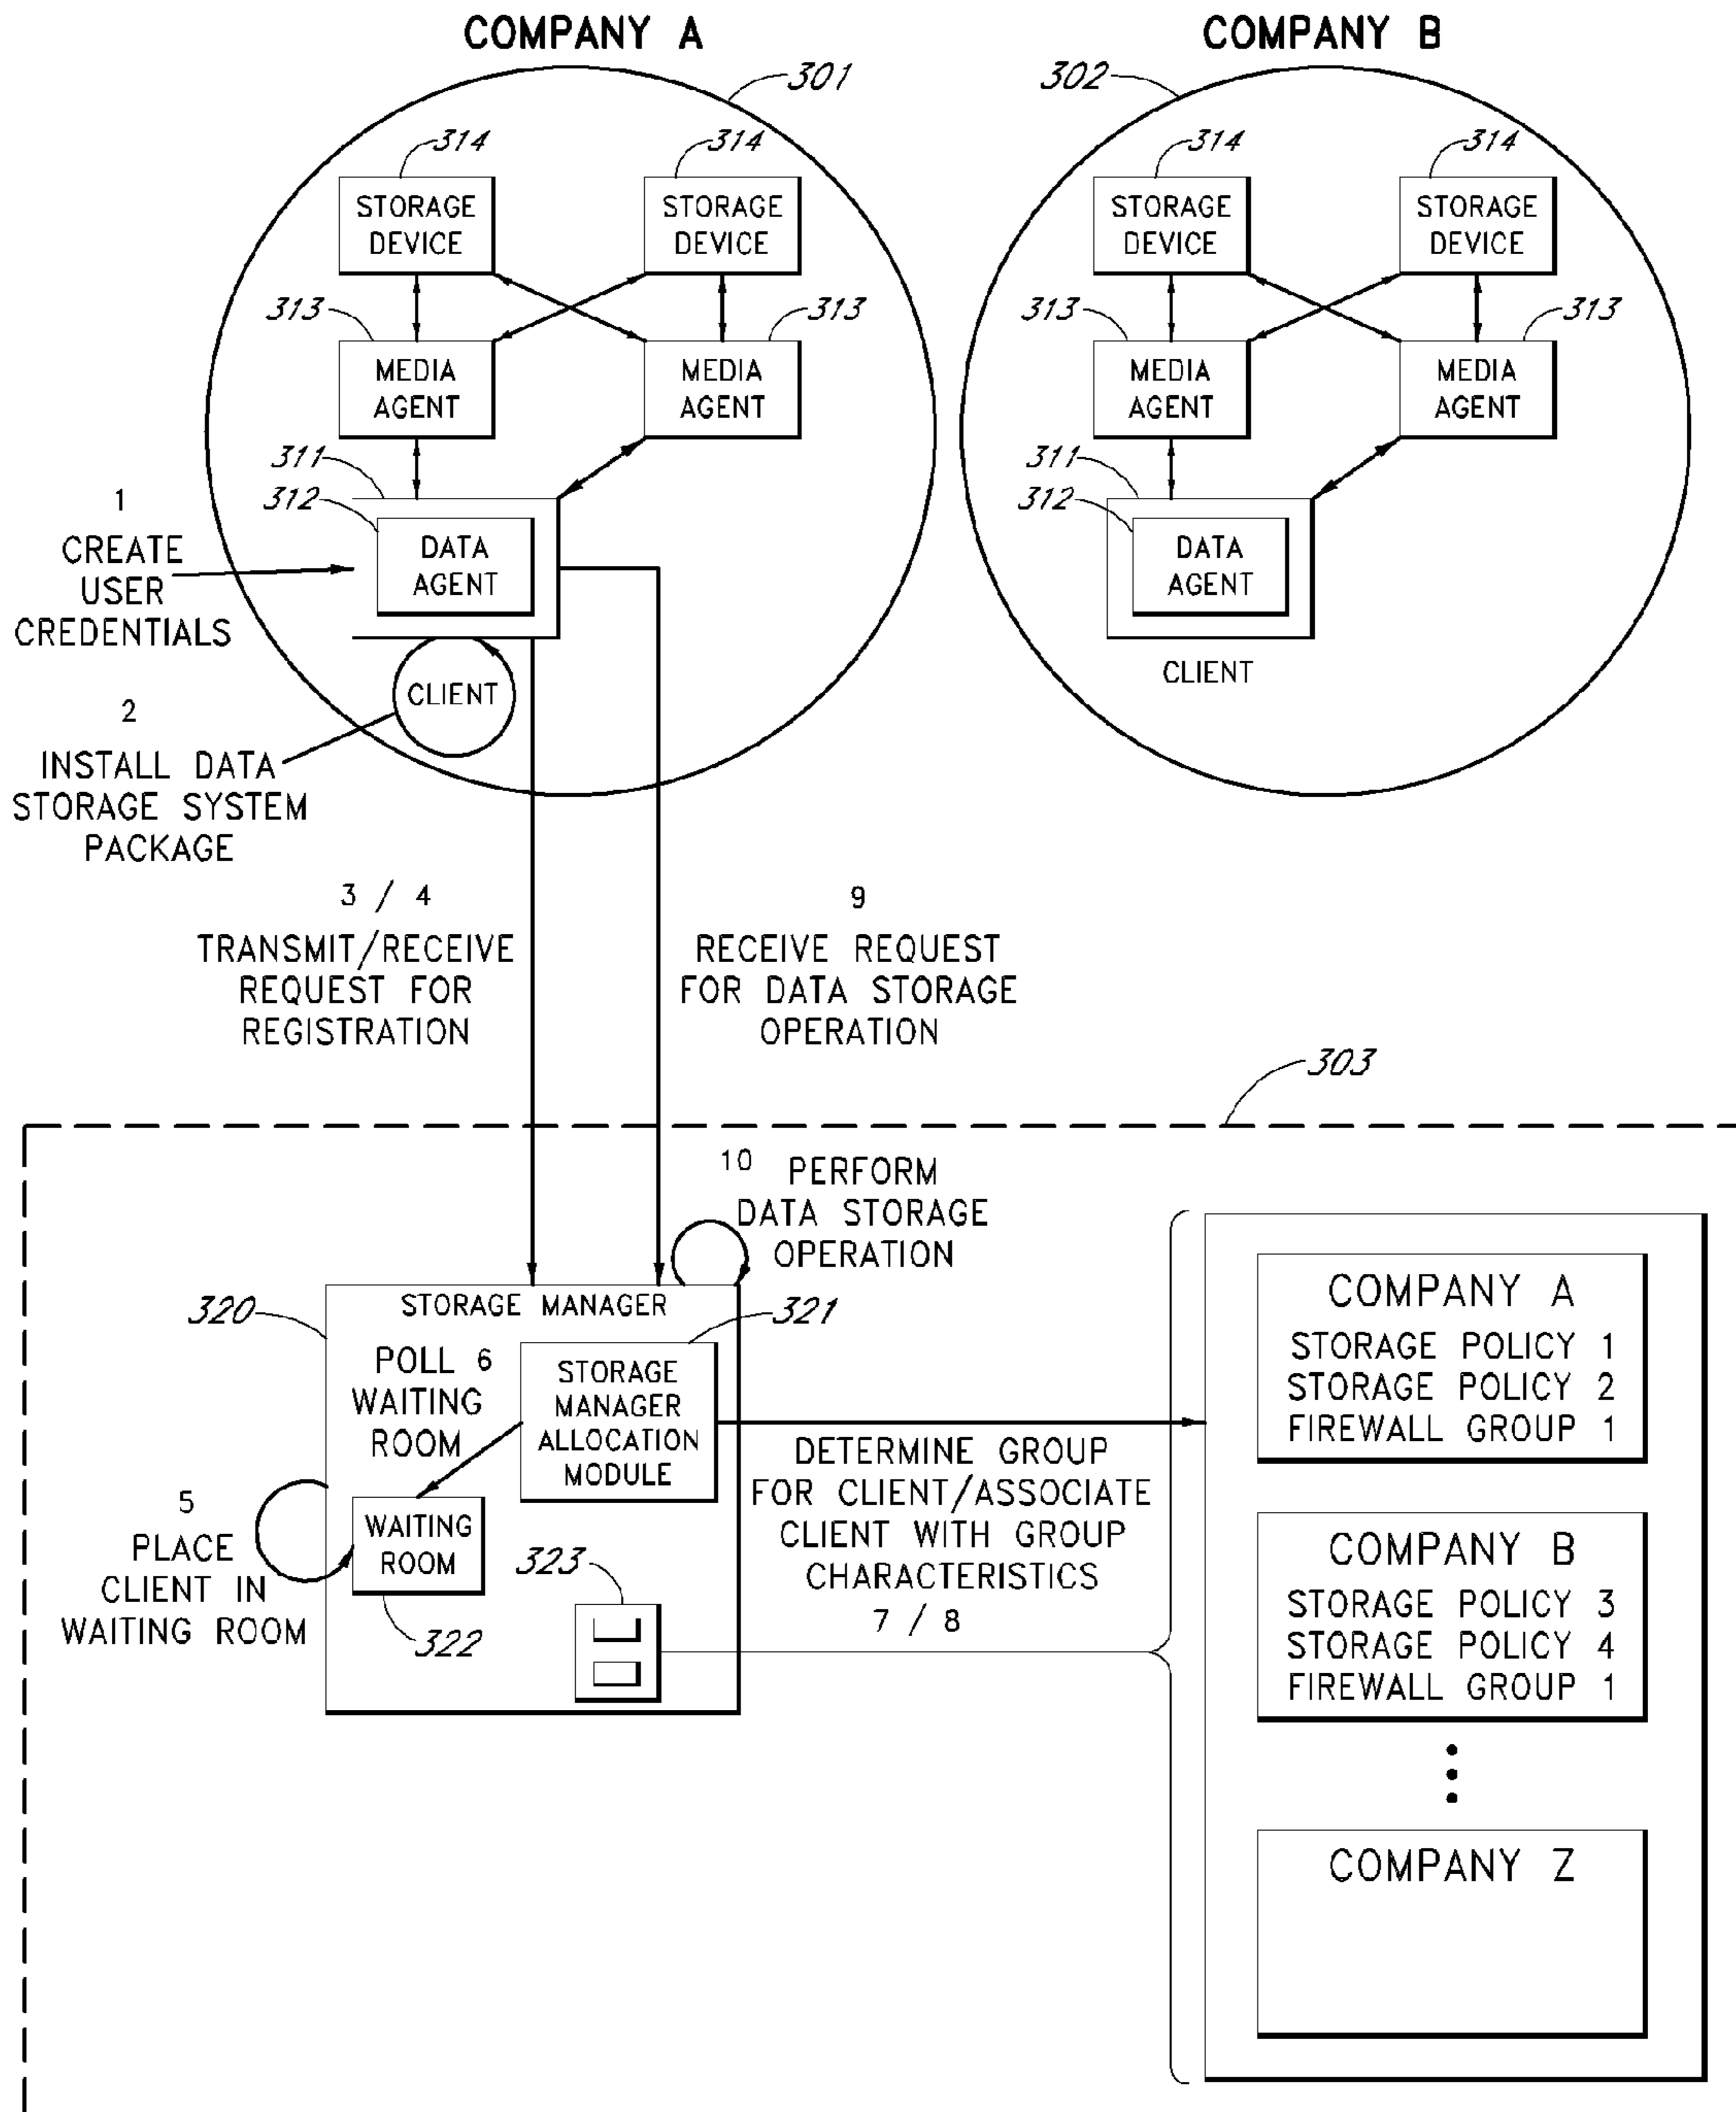 COMPANY A
COMPANY B
301
302
314
314
314
314
STORAGE
DEVICE
STORAGE
DEVICE
STORAGE
DEVICE
STORAGE
DEVICE
313
313
313
313
MEDIA
AGENT
MEDIA
AGENT
MEDIA
AGENT
MEDIA
AGENT
311
312
311
312
DATA
AGENT
DATA
AGENT
1
CREATE
USER
CREDENTIALS
CLIENT
CLIENT
2
INSTALL DATA
STORAGE SYSTEM
PACKAGE
3 / 4
TRANSMIT/RECEIVE
REQUEST FOR
REGISTRATION
9
RECEIVE REQUEST
FOR DATA STORAGE
OPERATION
303
10 PERFORM
DATA STORAGE
OPERATION
320
STORAGE MANAGER
321
POLL 6
WAITING
ROOM
STORAGE
MANAGER
ALLOCATION
MODULE
5
PLACE
CLIENT IN
WAITING ROOM
WAITING
ROOM
322
323
DETERMINE GROUP
FOR CLIENT/ASSOCIATE
CLIENT WITH GROUP
CHARACTERISTICS
7 / 8
COMPANY A
STORAGE POLICY 1
STORAGE POLICY 2
FIREWALL GROUP 1
COMPANY B
STORAGE POLICY 3
STORAGE POLICY 4
FIREWALL GROUP 1
COMPANY Z